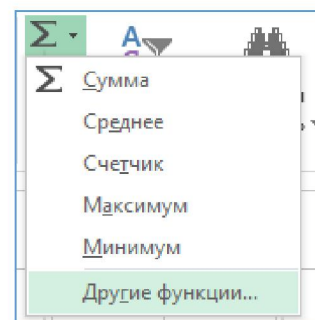 Σ
А
Я
Σ Сумма
Среднее
Счетчик
Максимум
Минимум
Другие функции...